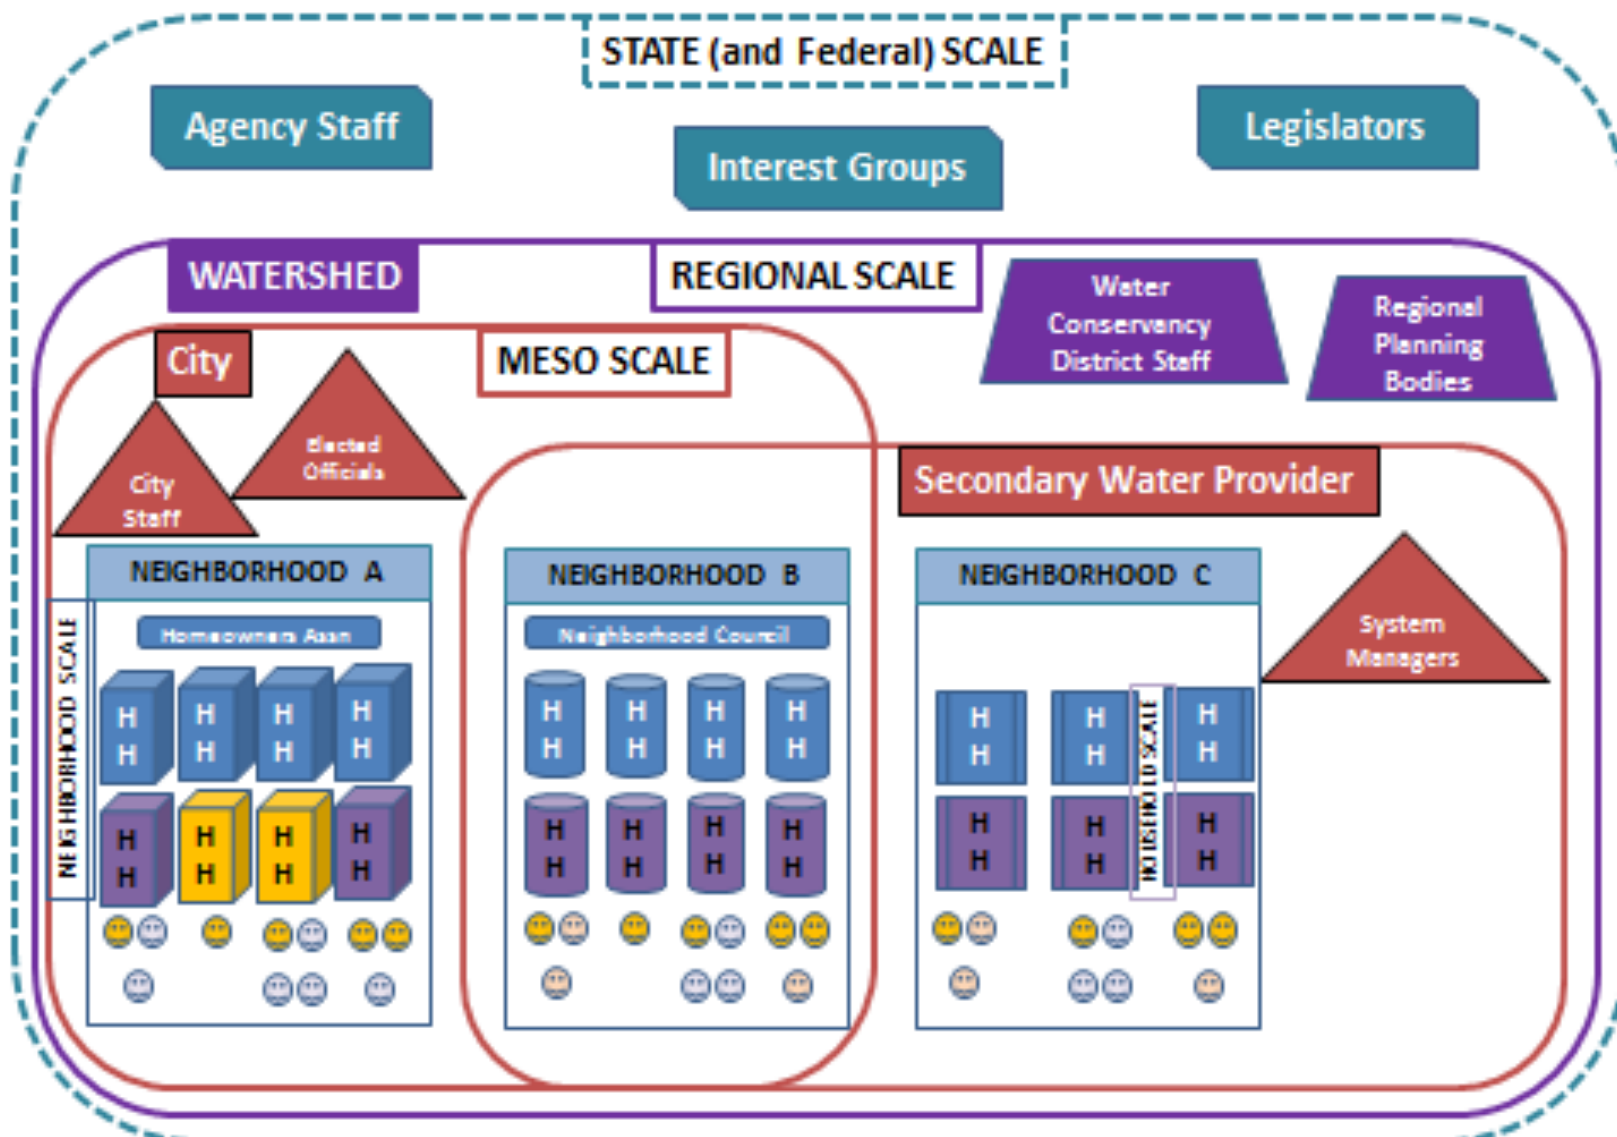 STATE (and Federal) SCALE
Agency Staff
Interest Groups
Legislators
WATERSHED
REGIONAL SCALE
Water
Conservancy
District Staff
Regional
Planning
Bodies
City
MESO SCALE
Elected
Officials
City
Staff
Secondary Water Provider
System
Managers
NEIGHBORHOOD A
NEIGHBORHOOD B
NEIGHBORHOOD C
NEIGHBORHOOD SCALE
Homeowners Assn
Neighborhood Council
HOUSEHOLD SCALE
H H H H
H H H H
H H H H
H H H H
H H H H
H H H H
H H H H
H H H H
H H H
H H H
H H H
H H H